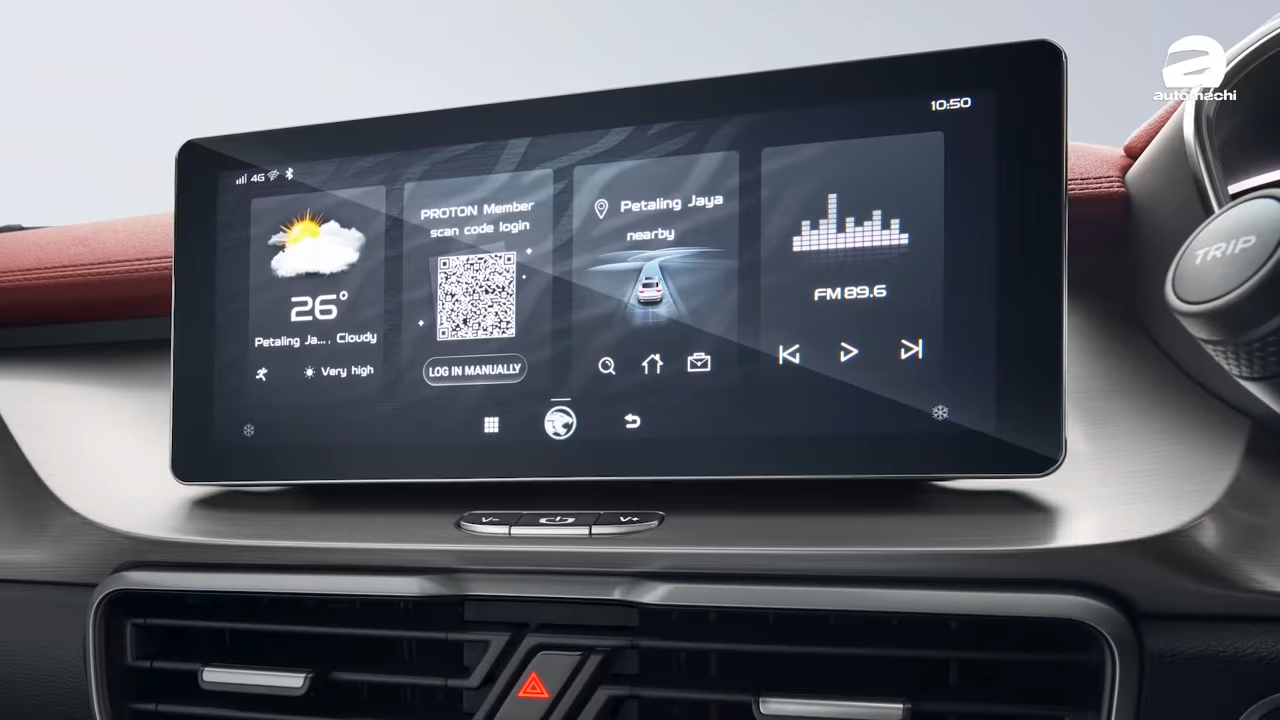 automachi
10:50
4G
26°
Petaling Ja... , Cloudy
Very high
PROTON Member
scan code login
LOG IN MANUALLY
Petaling Jaya
nearby
FM 89.6
V-
V+
TRIP